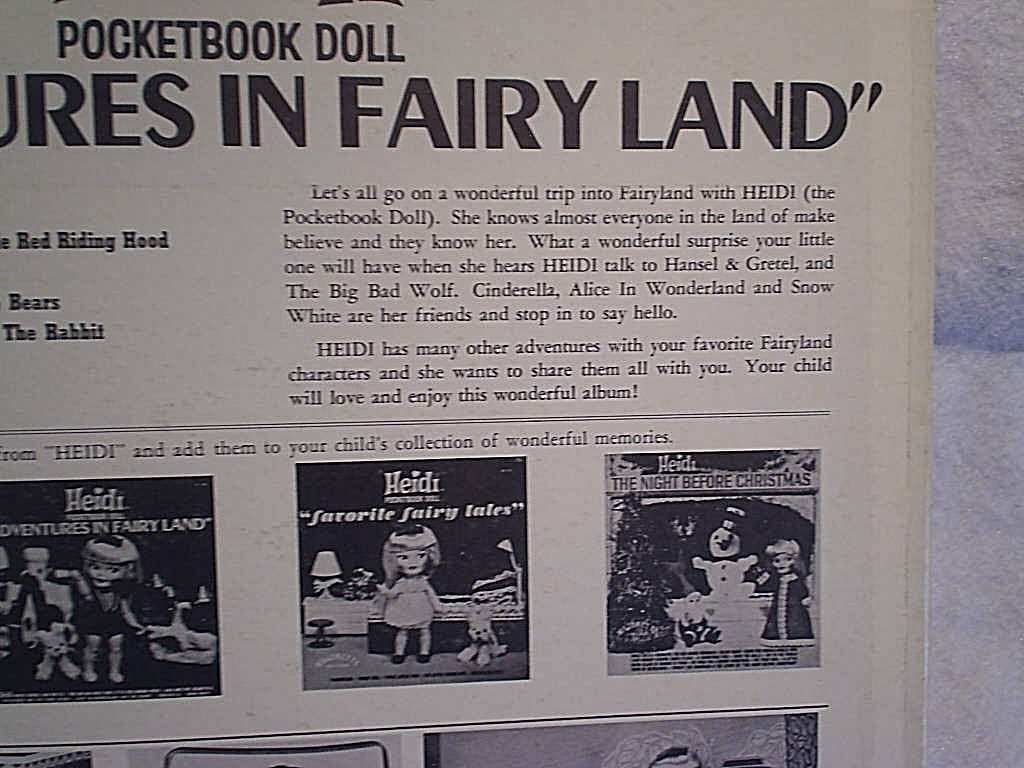 POCKETBOOK DOLL
URES IN FAIRY LAND"
Let's all go on a wonderful trip into Fairyland with HEIDI (the
Pocketbook Doll). She knows almost everyone in the land of make
believe and they know her. What a wonderful surprise your little
one will have when she hears HEIDI talk to Hansel & Gretel, and
The Big Bad Wolf. Cinderella, Alice In Wonderland and Snow
White are her friends and stop in to say hello.
HEIDI has many other adventures with your favorite Fairyland
characters and she wants to share them all with you. Your child
will love and enjoy this wonderful album!
e Red Riding Hood
Bears
The Rabbit
from "HEIDI" and add them to your child's collection of wonderful memories.
Heidi
DVENTURES IN FAIRY LAND"
Heidi
POCKETBOOK DOLL
"favorite fairy tales"
Heidi
THE NIGHT BEFORE CHRISTMAS